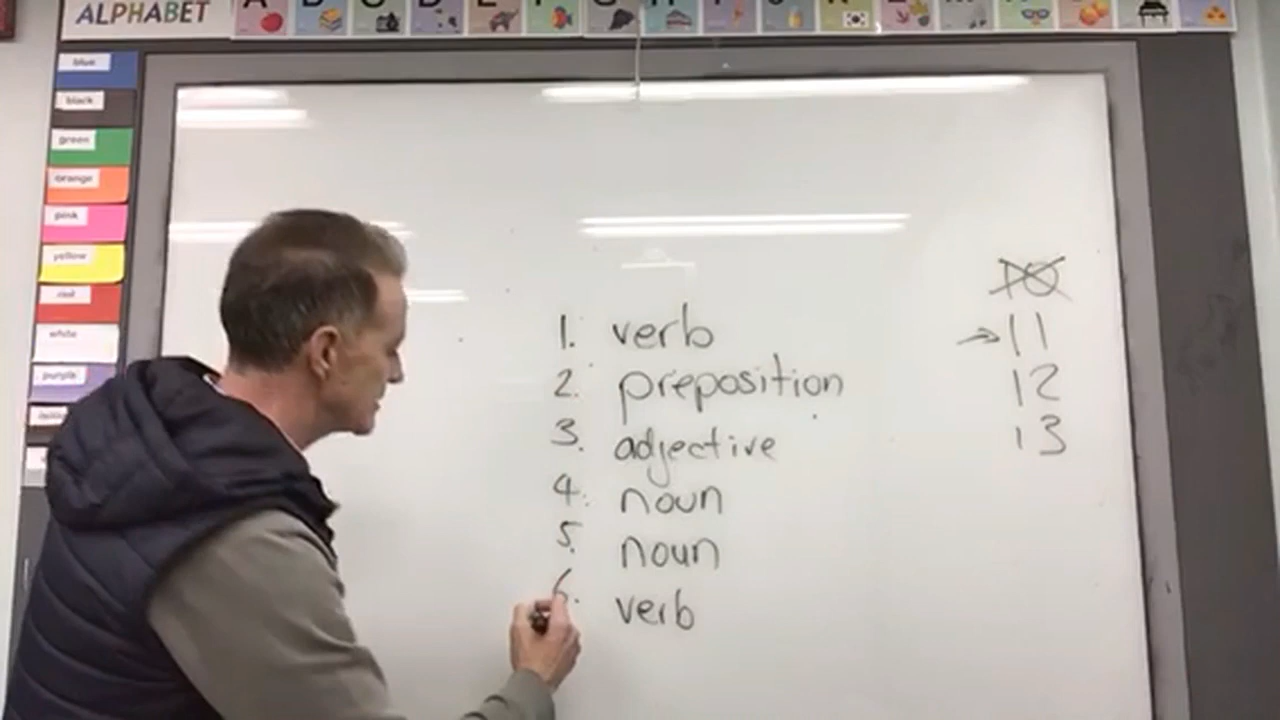 ALPHABET
blue
black
green
orange
pink
yellow
red
white
purple
1. verb
2. preposition
3. adjective
4. noun
5. noun
6. verb
10
→ 11
12
13